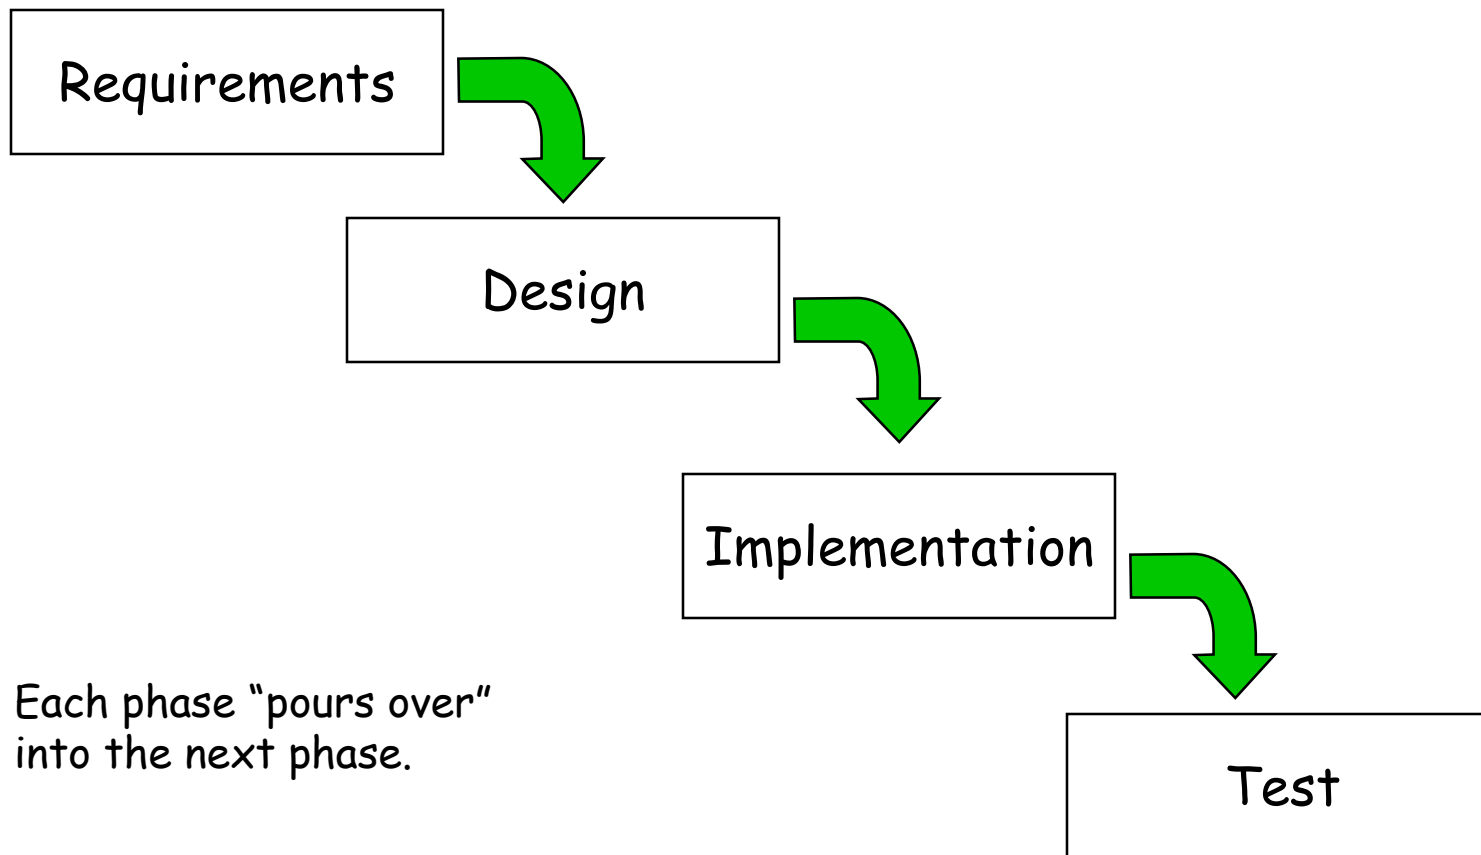 Requirements
Design
Implementation
Each phase “pours over”
into the next phase.
Test